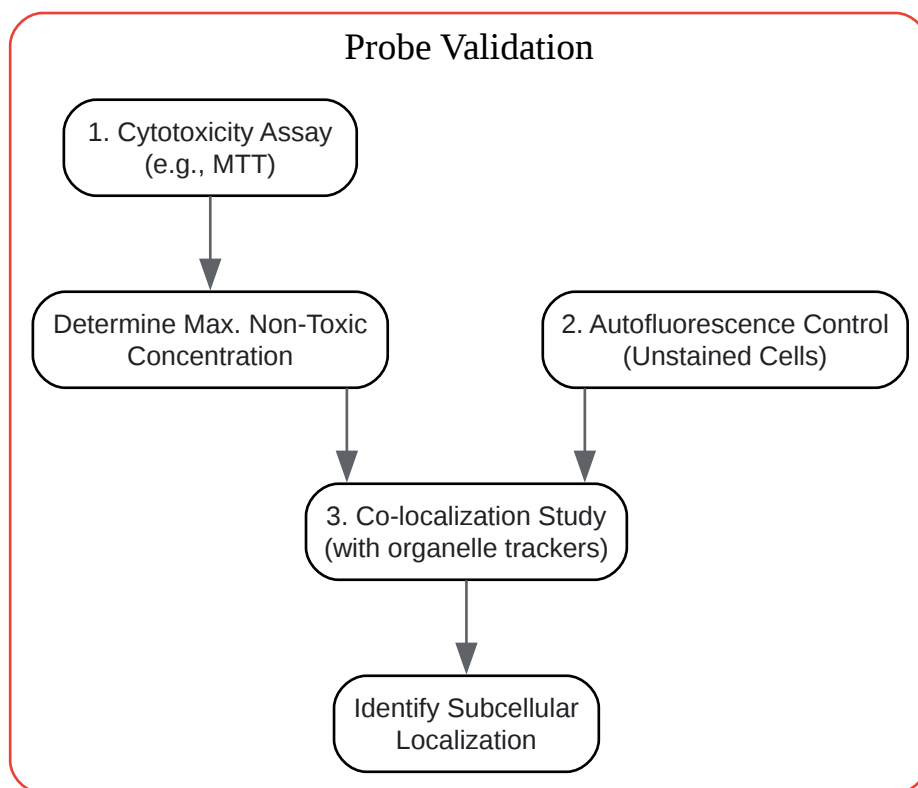 Probe Validation
1. Cytotoxicity Assay
(e.g., MTT)
Determine Max. Non-Toxic
Concentration
2. Autofluorescence Control
(Unstained Cells)
3. Co-localization Study
(with organelle trackers)
Identify Subcellular
Localization